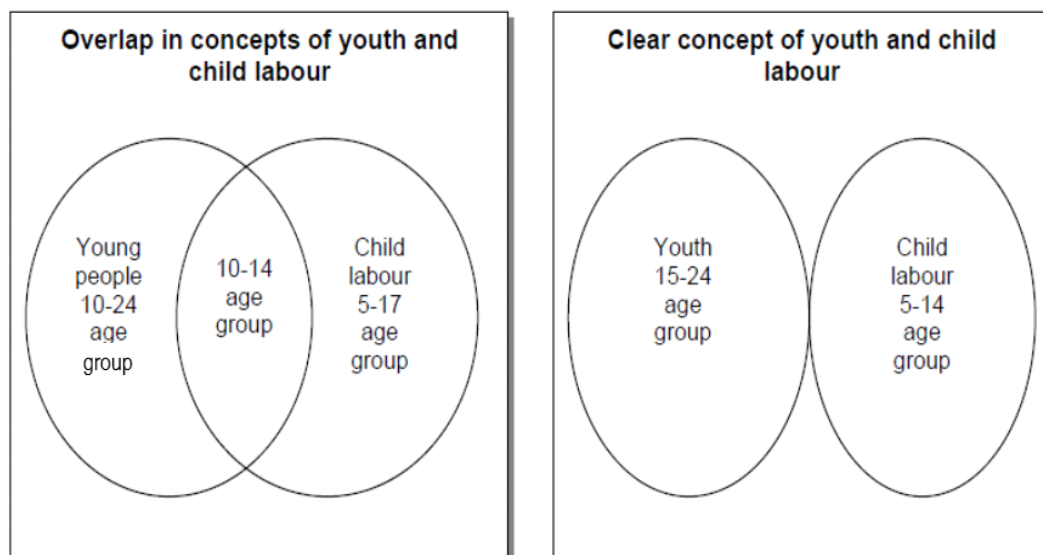 Overlap in concepts of youth and
child labour
Young
people
10-24
age
group
10-14
age
group
Child
labour
5-17
age
group
Clear concept of youth and child
labour
Youth
15-24
age
group
Child
labour
5-14
age
group